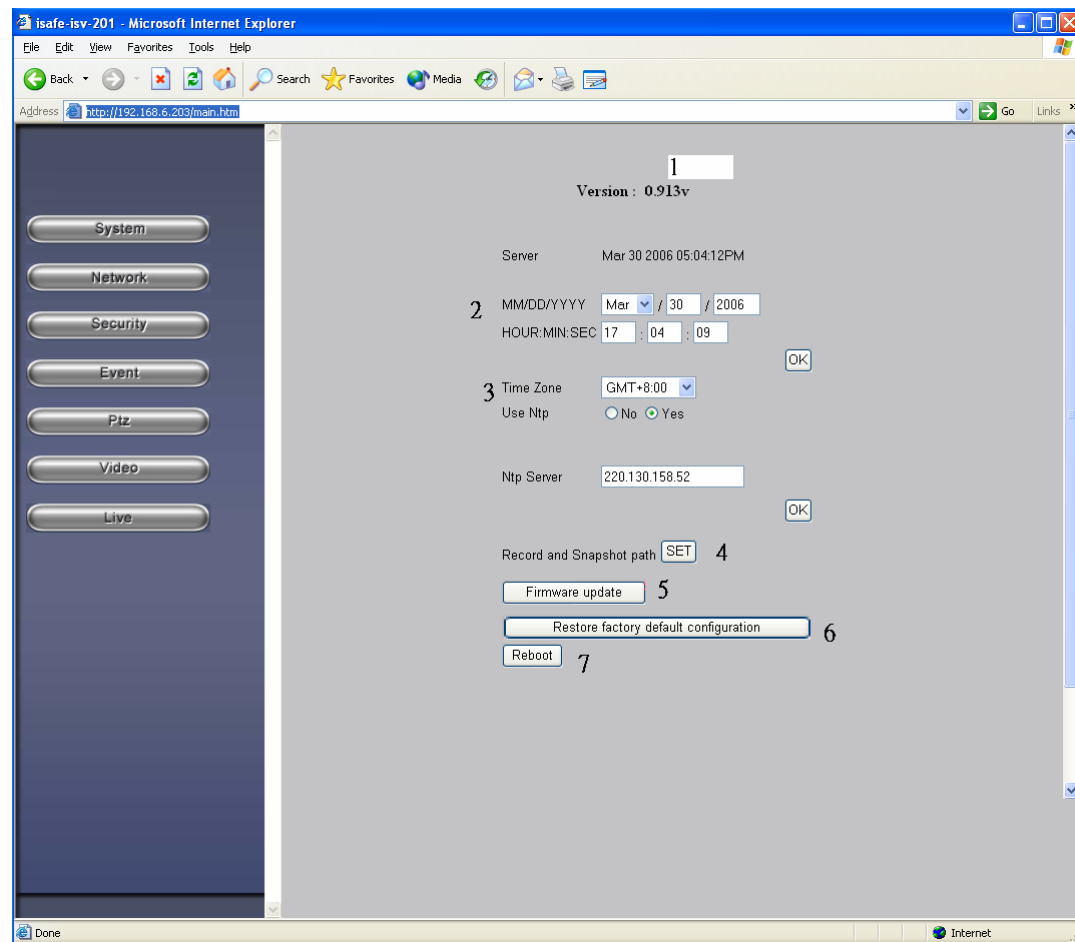 isafe-isv-201 - Microsoft Internet Explorer
File Edit View Favorites Tools Help
Back Search Favorites Media
Address http://192.168.6.203/main.htm Go Links »
1
Version : 0.913v
System
Network
Security
Event
Ptz
Video
Live
Server Mar 30 2006 05:04:12PM
2 MM/DD/YYYY Mar / 30 / 2006
HOUR:MIN:SEC 17 : 04 : 09
OK
3 Time Zone GMT+8:00
Use Ntp No Yes
Ntp Server 220.130.158.52
OK
Record and Snapshot path SET 4
Firmware update 5
Restore factory default configuration 6
Reboot 7
Done Internet